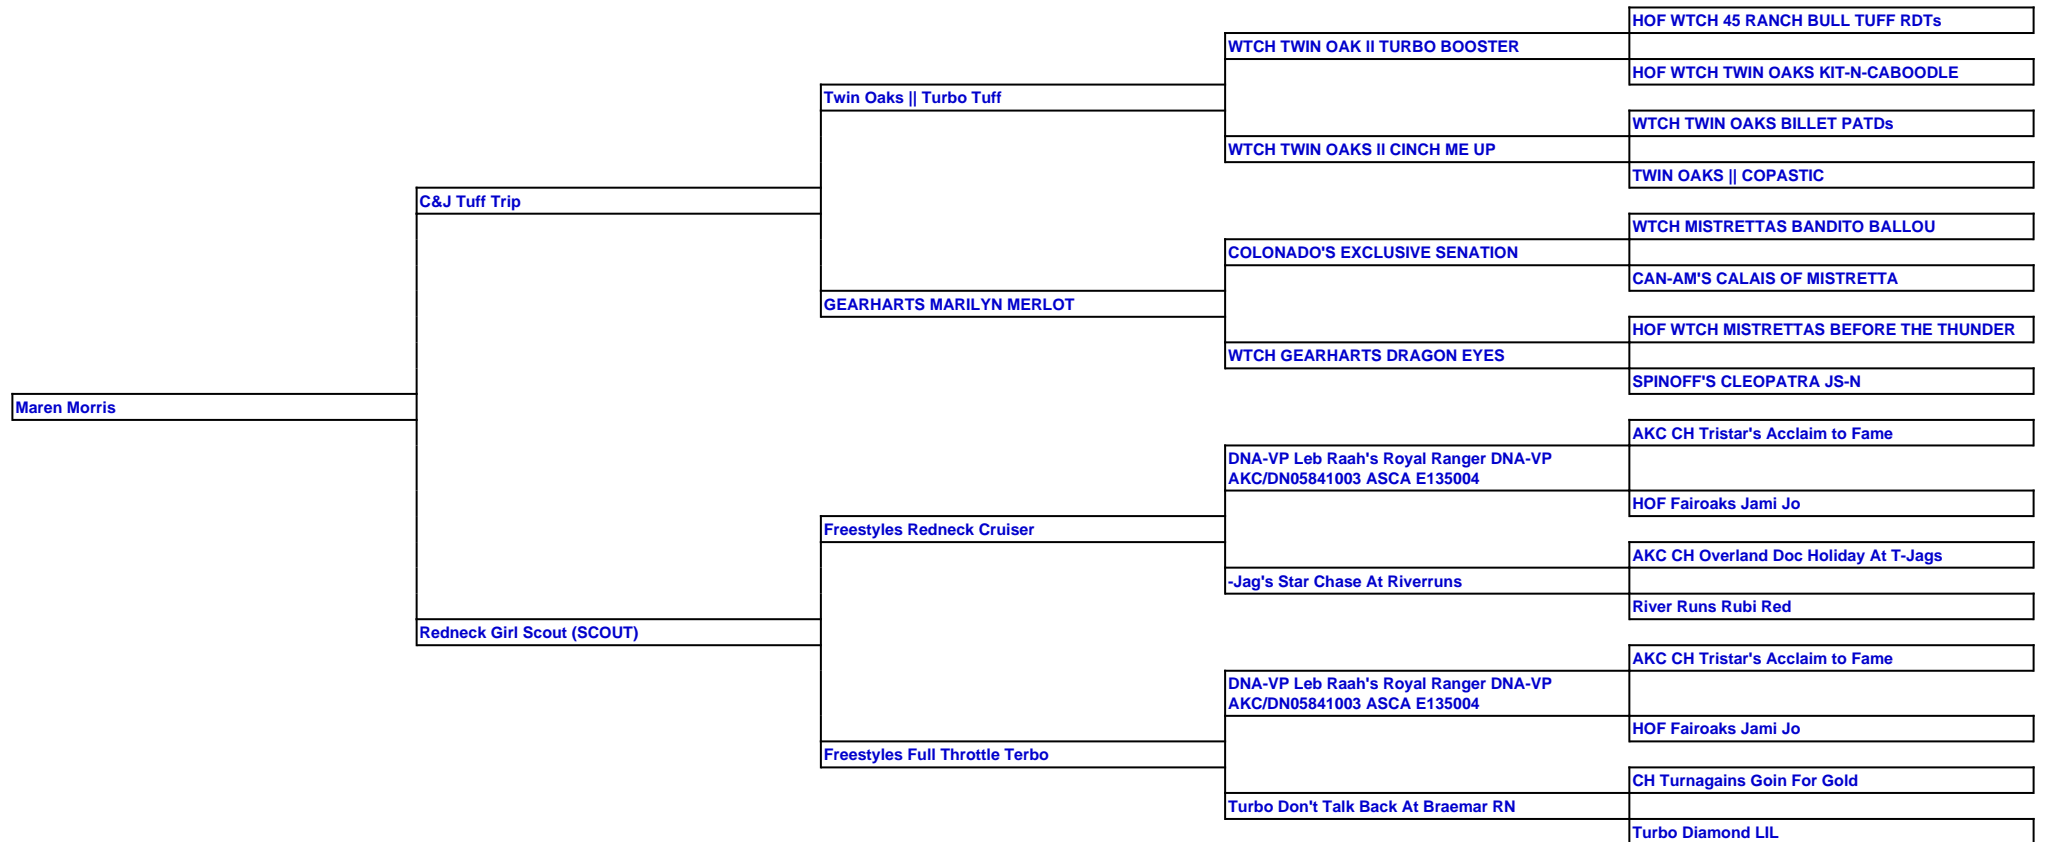 HOF WTCH 45 RANCH BULL TUFF RDTs
WTCH TWIN OAK II TURBO BOOSTER
HOF WTCH TWIN OAKS KIT-N-CABOODLE
Twin Oaks || Turbo Tuff
WTCH TWIN OAKS BILLET PATDs
WTCH TWIN OAKS II CINCH ME UP
TWIN OAKS || COPASTIC
C&J Tuff Trip
WTCH MISTRETTAS BANDITO BALLOU
COLONADO'S EXCLUSIVE SENATION
CAN-AM'S CALAIS OF MISTRETTA
GEARHARTS MARILYN MERLOT
HOF WTCH MISTRETTAS BEFORE THE THUNDER
WTCH GEARHARTS DRAGON EYES
SPINOFF'S CLEOPATRA JS-N
Maren Morris
AKC CH Tristar's Acclaim to Fame
DNA-VP Leb Raah's Royal Ranger DNA-VP
AKC/DN05841003 ASCA E135004
HOF Fairoaks Jami Jo
Freestyles Redneck Cruiser
AKC CH Overland Doc Holiday At T-Jags
-Jag's Star Chase At Riverruns
River Runs Rubi Red
Redneck Girl Scout (SCOUT)
AKC CH Tristar's Acclaim to Fame
DNA-VP Leb Raah's Royal Ranger DNA-VP
AKC/DN05841003 ASCA E135004
HOF Fairoaks Jami Jo
Freestyles Full Throttle Terbo
CH Turnagains Goin For Gold
Turbo Don't Talk Back At Braemar RN
Turbo Diamond LIL